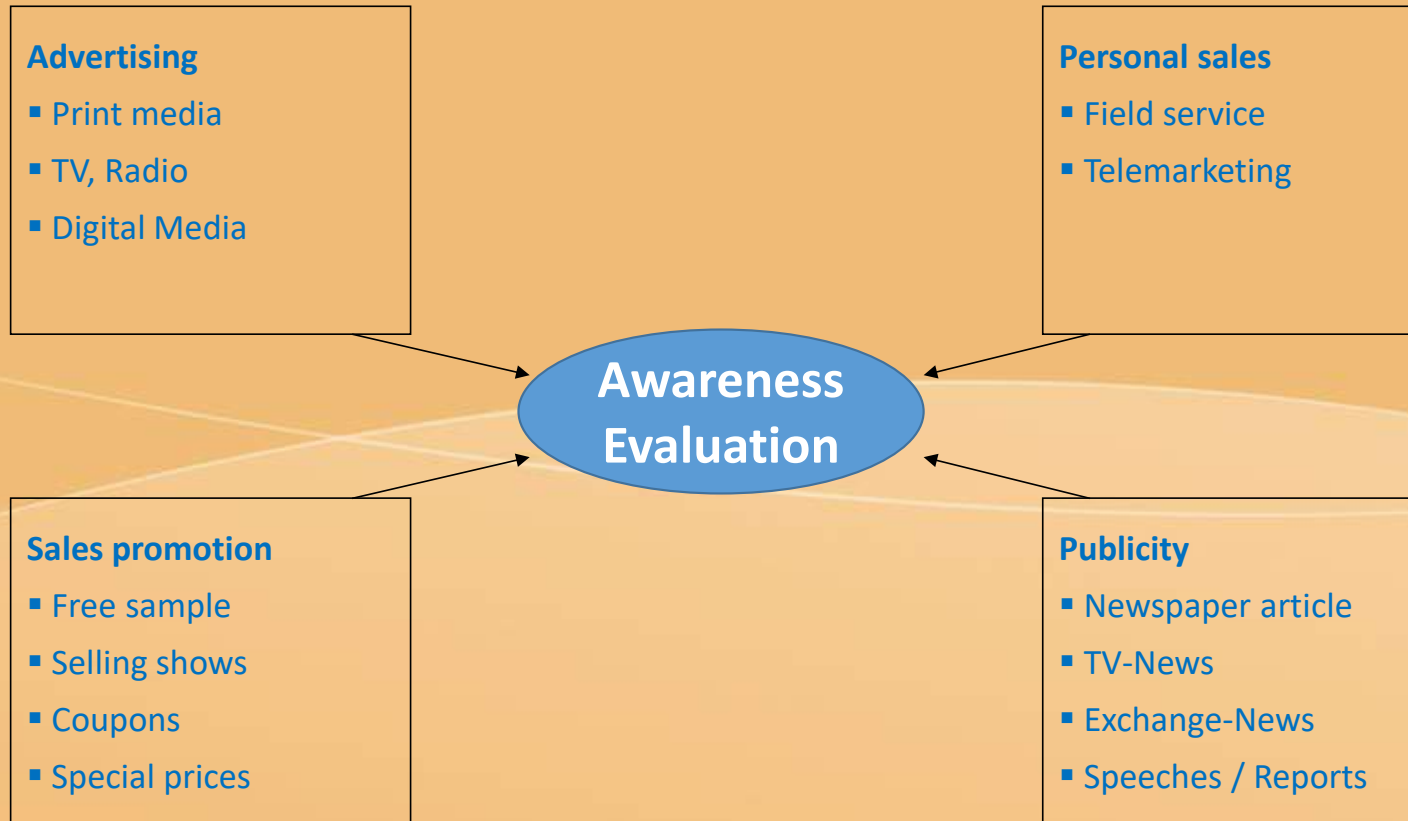 Advertising
▪ Print media
▪ TV, Radio
▪ Digital Media
Personal sales
▪ Field service
▪ Telemarketing
Awareness
Evaluation
Sales promotion
▪ Free sample
▪ Selling shows
▪ Coupons
▪ Special prices
Publicity
▪ Newspaper article
▪ TV-News
▪ Exchange-News
▪ Speeches / Reports